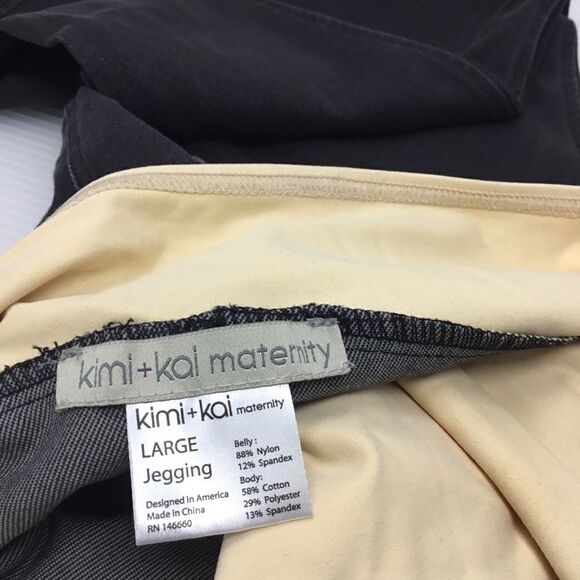 kimi+kai maternity
kimi+kai maternity
LARGE
Jegging
Designed in America
Made in China
RN 146660
Belly :
88% Nylon
12% Spandex
Body:
58% Cotton
29% Polyester
13% Spandex